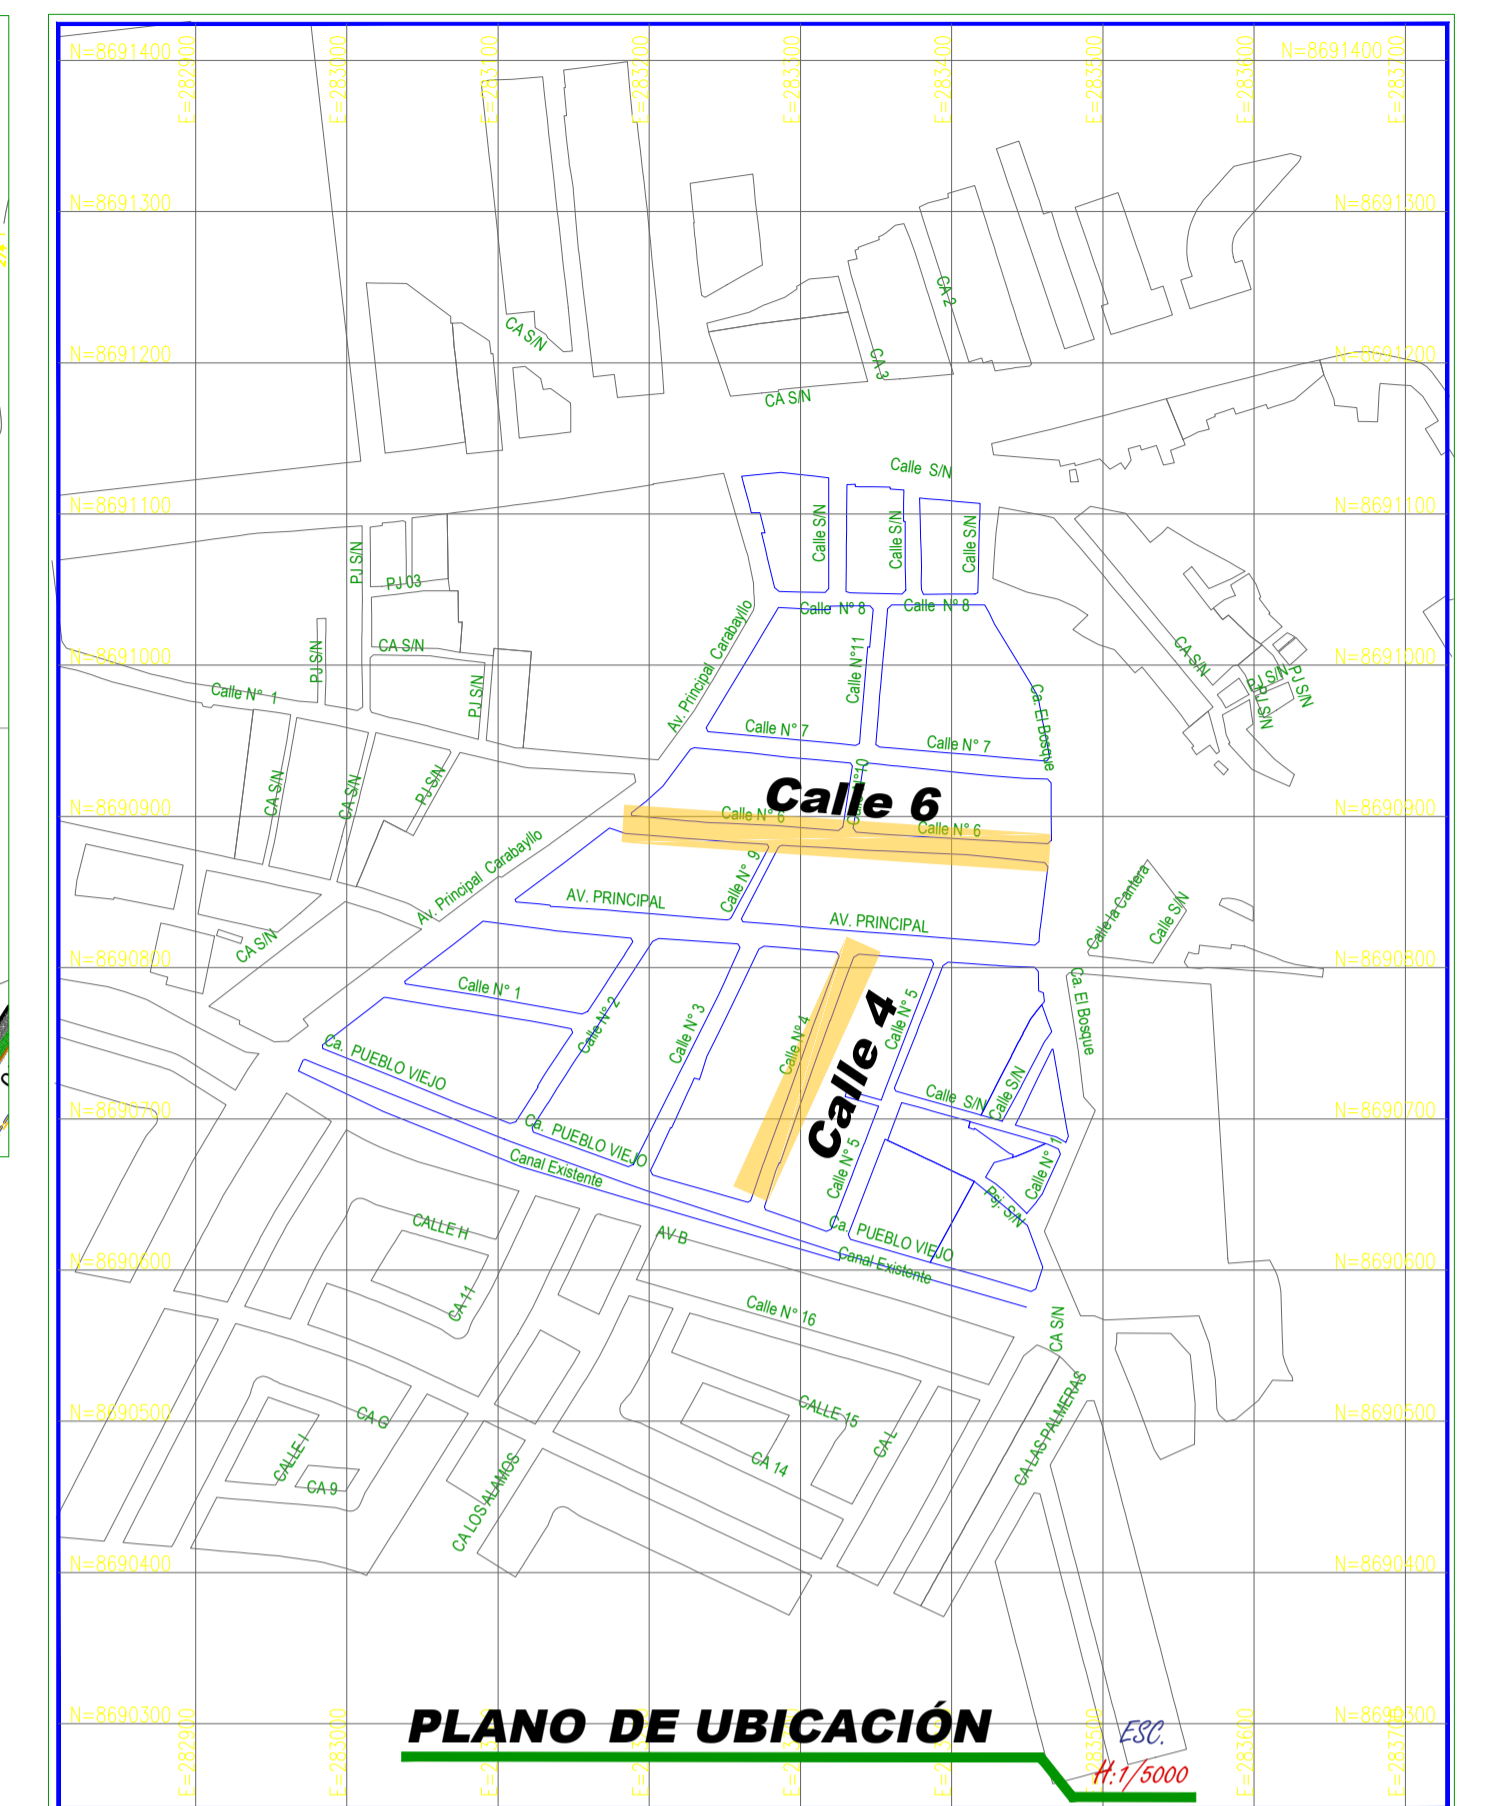 N=8691400
N=8691400
E=282900
E=283000
E=283100
E=283200
E=283300
E=283400
E=283500
E=283600
E=283700
N=8691300
N=8691300
CA 2
CA S/N
N=8691200
N=8691200
CA 3
CA S/N
Calle S/N
N=8691100
N=8691100
Calle S/N
Calle S/N
Calle S/N
PJ S/N
PJ 03
Calle N° 8
Calle N° 8
Av. Principal Carabayllo
CA S/N
PJ S/N
Calle N°11
CA S/N
N=8691000
N=8691000
PJ S/N
PJ S/N
PJ S/N
PJ S/N
Calle N° 1
Ca. El Bosque
Calle N° 7
Calle N° 7
CA S/N
CA S/N
PJ S/N
Calle 6
N=8690900
N=8690900
Calle N° 6
Calle N° 6
Av. Principal Carabayllo
Calle N° 9
AV. PRINCIPAL
AV. PRINCIPAL
Calle la Cantera
Calle S/N
CA S/N
N=8690800
N=8690800
Calle N° 1
Calle N° 2
Calle N° 3
Calle N° 4
Calle 4
Calle N° 5
Ca. El Bosque
Ca. PUEBLO VIEJO
Calle S/N
Calle S/N
N=8690700
N=8690700
Ca. PUEBLO VIEJO
Canal Existente
Calle N° 5
Calle N° 1
Psj. S/N
CALLE H
AV B
Ca. PUEBLO VIEJO
Canal Existente
N=8690600
N=8690600
CA 11
Calle N° 16
CA S/N
CA LAS PALMERAS
CA G
CALLE 15
N=8690500
N=8690500
CALLE I
CA 9
CA 14
CA L
CA LOS ALAMOS
N=8690400
N=8690400
N=8690300
N=8690300
E=282900
E=283000
E=283500
E=283600
PLANO DE UBICACIÓN
ESC.
H:1/5000